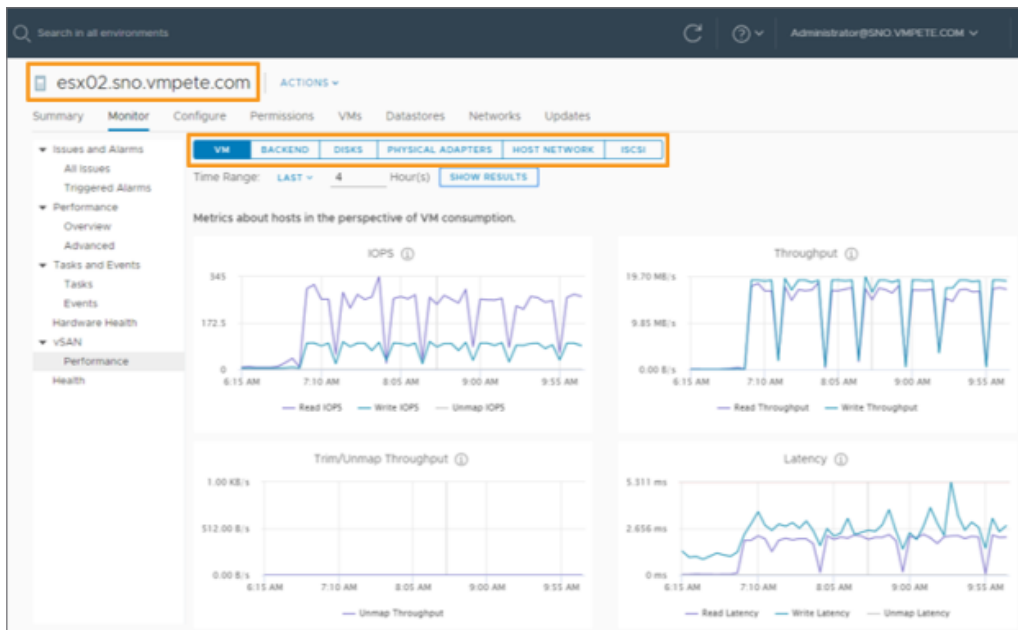 Search in all environments
Administrator@SNO.VMPETE.COM
esx02.sno.vmpete.com ACTIONS
Summary Monitor Configure Permissions VMs Datastores Networks Updates
Issues and Alarms
All Issues
Triggered Alarms
Performance
Overview
Advanced
Tasks and Events
Tasks
Events
Hardware Health
vSAN
Performance
Health
VM BACKEND DISKS PHYSICAL ADAPTERS HOST NETWORK ISCSI
Time Range: LAST 4 Hour(s) SHOW RESULTS
Metrics about hosts in the perspective of VM consumption.
IOPS
345
172.5
0
6:15 AM 7:10 AM 8:05 AM 9:00 AM 9:55 AM
Read IOPS Write IOPS Unmap IOPS
Throughput
19.70 MB/s
9.85 MB/s
0.00 B/s
6:15 AM 7:10 AM 8:05 AM 9:00 AM 9:55 AM
Read Throughput Write Throughput
Trim/Unmap Throughput
1.00 KB/s
512.00 B/s
0.00 B/s
6:15 AM 7:10 AM 8:05 AM 9:00 AM 9:55 AM
Unmap Throughput
Latency
5.311 ms
2.656 ms
0 ms
6:15 AM 7:10 AM 8:05 AM 9:00 AM 9:55 AM
Read Latency Write Latency Unmap Latency